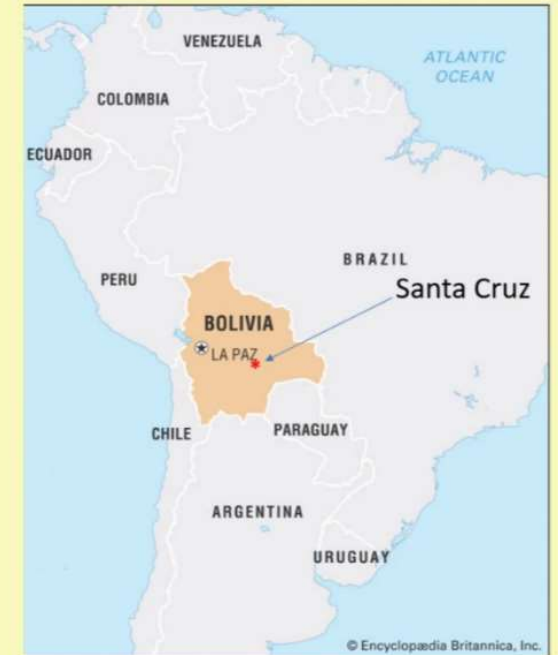 VENEZUELA
ATLANTIC
OCEAN
COLOMBIA
ECUADOR
BRAZIL
PERU
Santa Cruz
BOLIVIA
LA PAZ
CHILE
PARAGUAY
ARGENTINA
URUGUAY
© Encyclopædia Britannica, Inc.